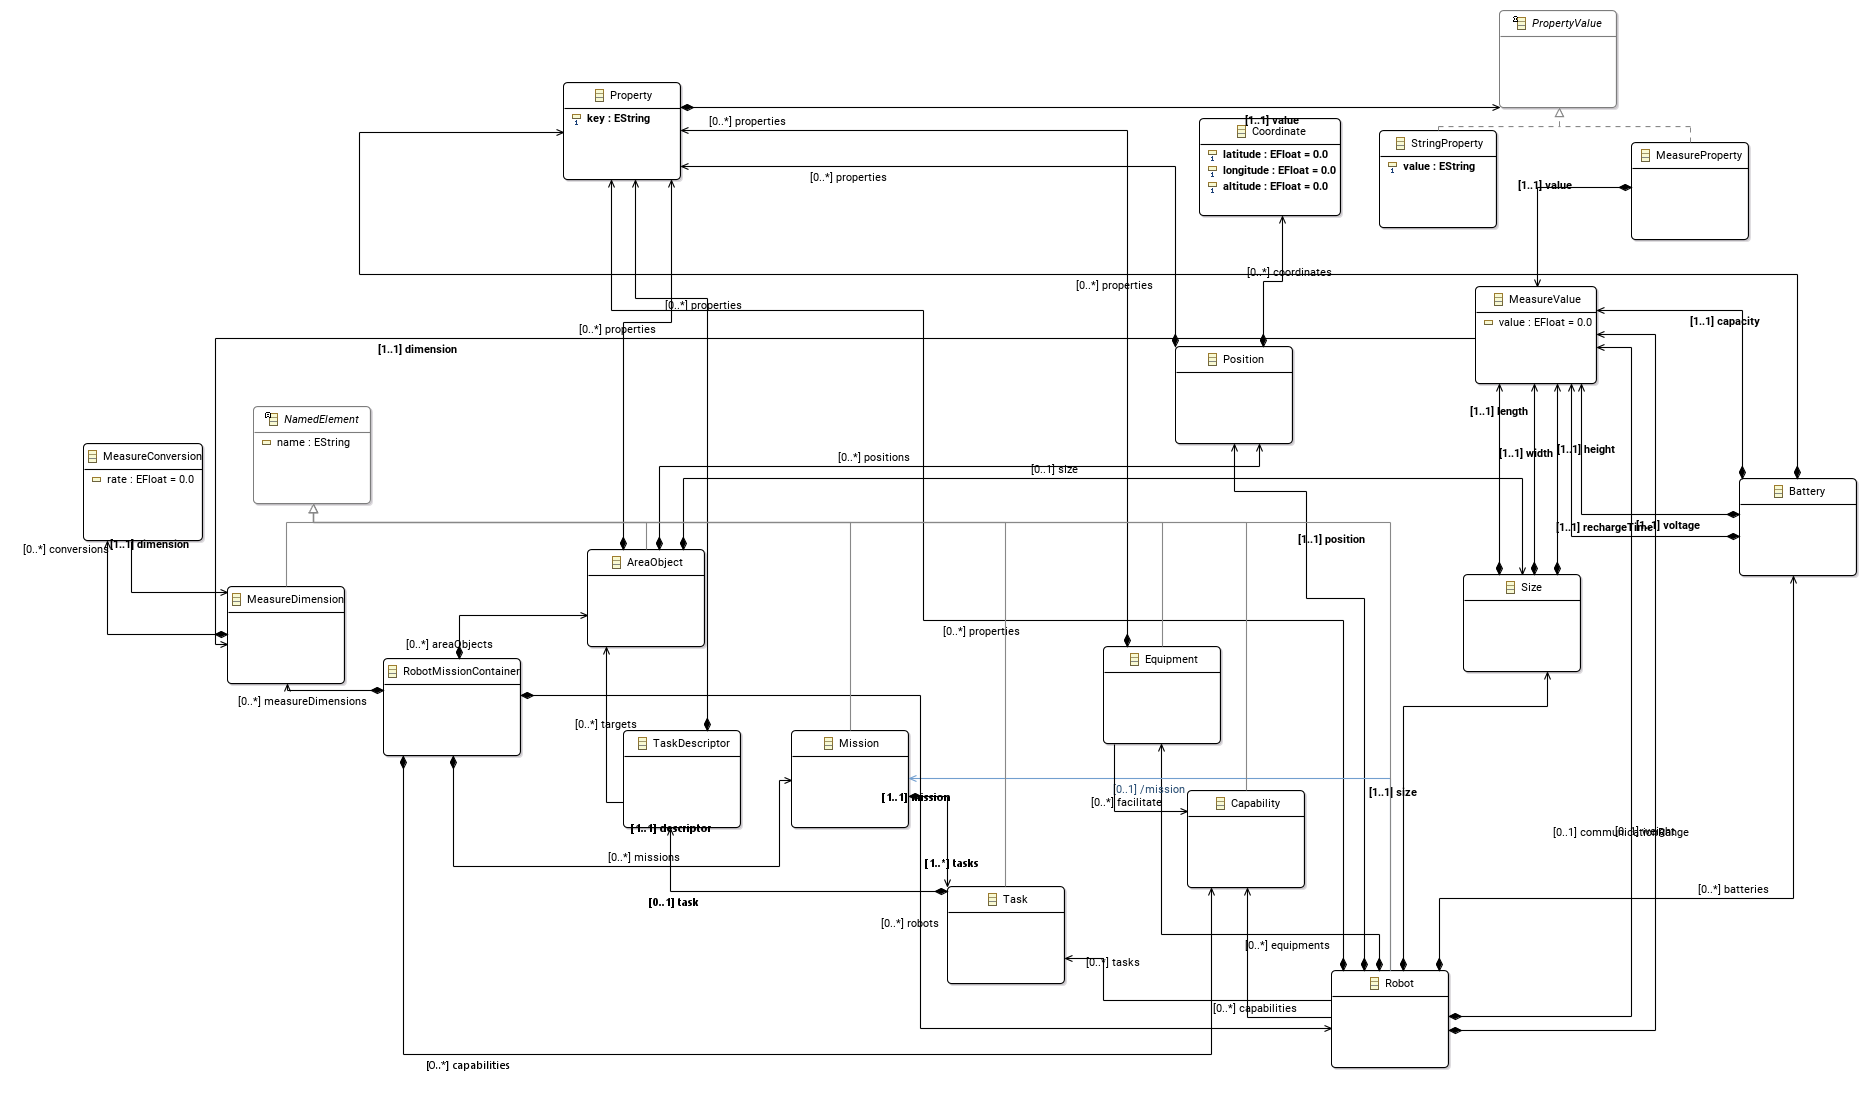 PropertyValue
Property
key : EString
[0..*] properties
[1..1] value
Coordinate
latitude : EFloat = 0.0
longitude : EFloat = 0.0
altitude : EFloat = 0.0
StringProperty
value : EString
MeasureProperty
[0..*] properties
[1..1] value
[0..*] coordinates
[0..*] properties
MeasureValue
value : EFloat = 0.0
[0..*] properties
[1..1] capacity
[0..*] properties
[1..1] dimension
Position
NamedElement
name : EString
[1..1] length
MeasureConversion
rate : EFloat = 0.0
[0..*] positions
[0..1] size
[1..1] width
[1..1] height
Battery
[1..1] rechargeTime
[1..1] voltage
[0..*] conversions
[1..1] dimension
[1..1] position
AreaObject
Size
MeasureDimension
[0..*] properties
[0..*] areaObjects
Equipment
RobotMissionContainer
[0..*] measureDimensions
[0..*] targets
TaskDescriptor
Mission
[0..1] /mission
[1..1] size
[1..1] mission
[0..*] facilitate
Capability
[1..1] descriptor
[0..1] communicationRange
[0..1] weight
[0..*] missions
[1..*] tasks
[0..*] batteries
[0..1] task
Task
[0..*] robots
[0..*] equipments
[0..*] tasks
Robot
[0..*] capabilities
[0..*] capabilities